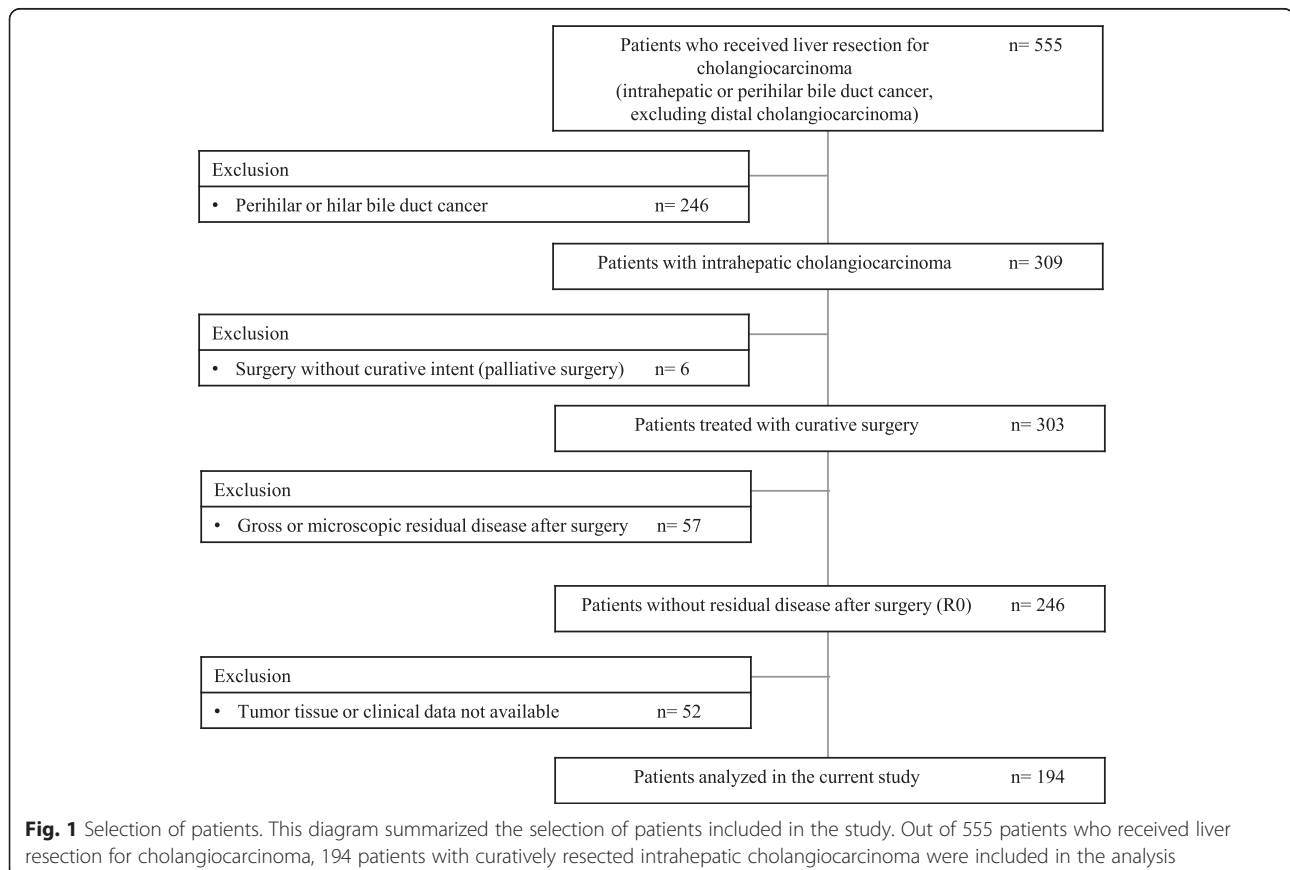 Patients who received liver resection for n= 555
cholangiocarcinoma
(intrahepatic or perihilar bile duct cancer,
excluding distal cholangiocarcinoma)
Exclusion
• Perihilar or hilar bile duct cancer n= 246
Patients with intrahepatic cholangiocarcinoma n= 309
Exclusion
• Surgery without curative intent (palliative surgery) n= 6
Patients treated with curative surgery n= 303
Exclusion
• Gross or microscopic residual disease after surgery n= 57
Patients without residual disease after surgery (R0) n= 246
Exclusion
• Tumor tissue or clinical data not available n= 52
Patients analyzed in the current study n= 194
Fig. 1 Selection of patients. This diagram summarized the selection of patients included in the study. Out of 555 patients who received liver
resection for cholangiocarcinoma, 194 patients with curatively resected intrahepatic cholangiocarcinoma were included in the analysis